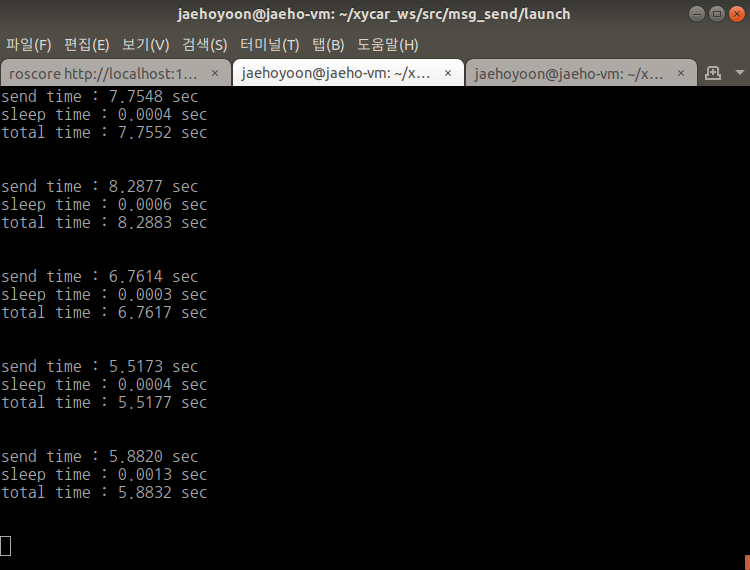 jaehoyoon@jaeho-vm: ~/xycar_ws/src/msg_send/launch
파일(F) 편집(E) 보기(V) 검색(S) 터미널(T) 탭(B) 도움말(H)
roscore http://localhost:1... × jaehoyoon@jaeho-vm: ~/x... × jaehoyoon@jaeho-vm: ~/x... ×
send time : 7.7548 sec
sleep time : 0.0004 sec
total time : 7.7552 sec
send time : 8.2877 sec
sleep time : 0.0006 sec
total time : 8.2883 sec
send time : 6.7614 sec
sleep time : 0.0003 sec
total time : 6.7617 sec
send time : 5.5173 sec
sleep time : 0.0004 sec
total time : 5.5177 sec
send time : 5.8820 sec
sleep time : 0.0013 sec
total time : 5.8832 sec